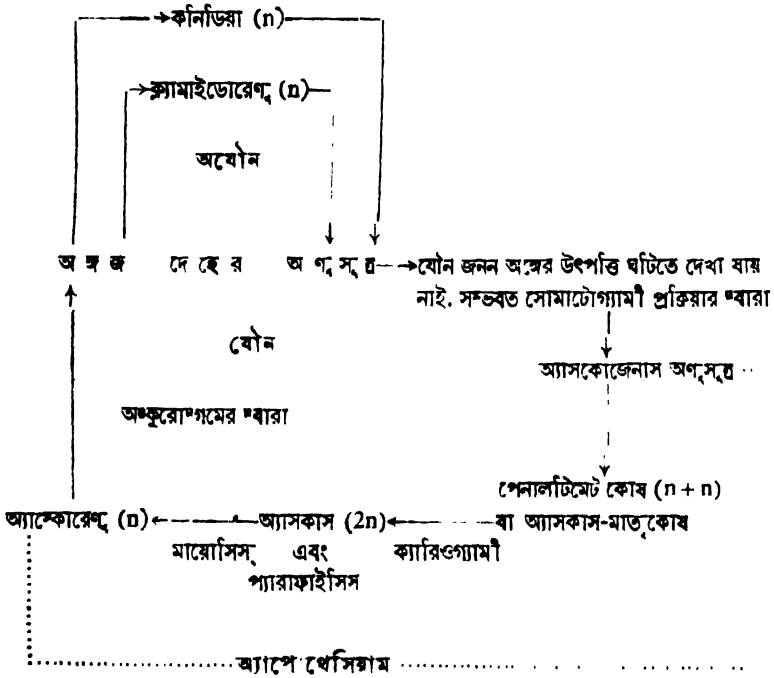 কনিডিয়া (n)
ক্ল্যামাইডোরেণু (n)
অযৌন
অঙ্গজ দেহের অণুসূত্র
যৌন জনন অঙ্গের উৎপত্তি ঘটিতে দেখা যায়
নাই, সম্ভবত সোমাটোগ্যামী প্রক্রিয়ার দ্বারা
যৌন
অ্যাসকোজেনাস অণুসূত্র
অঙ্কুরোদ্গমের দ্বারা
পেনালটিমেট কোষ (n + n)
অ্যাস্কোরেণু (n) অ্যাসকাস (2n) বা অ্যাসকাস-মাতৃকোষ
মায়োসিস্ এবং ক্যারিওগ্যামী
প্যারাফাইসিস
অ্যাপোথেসিয়াম